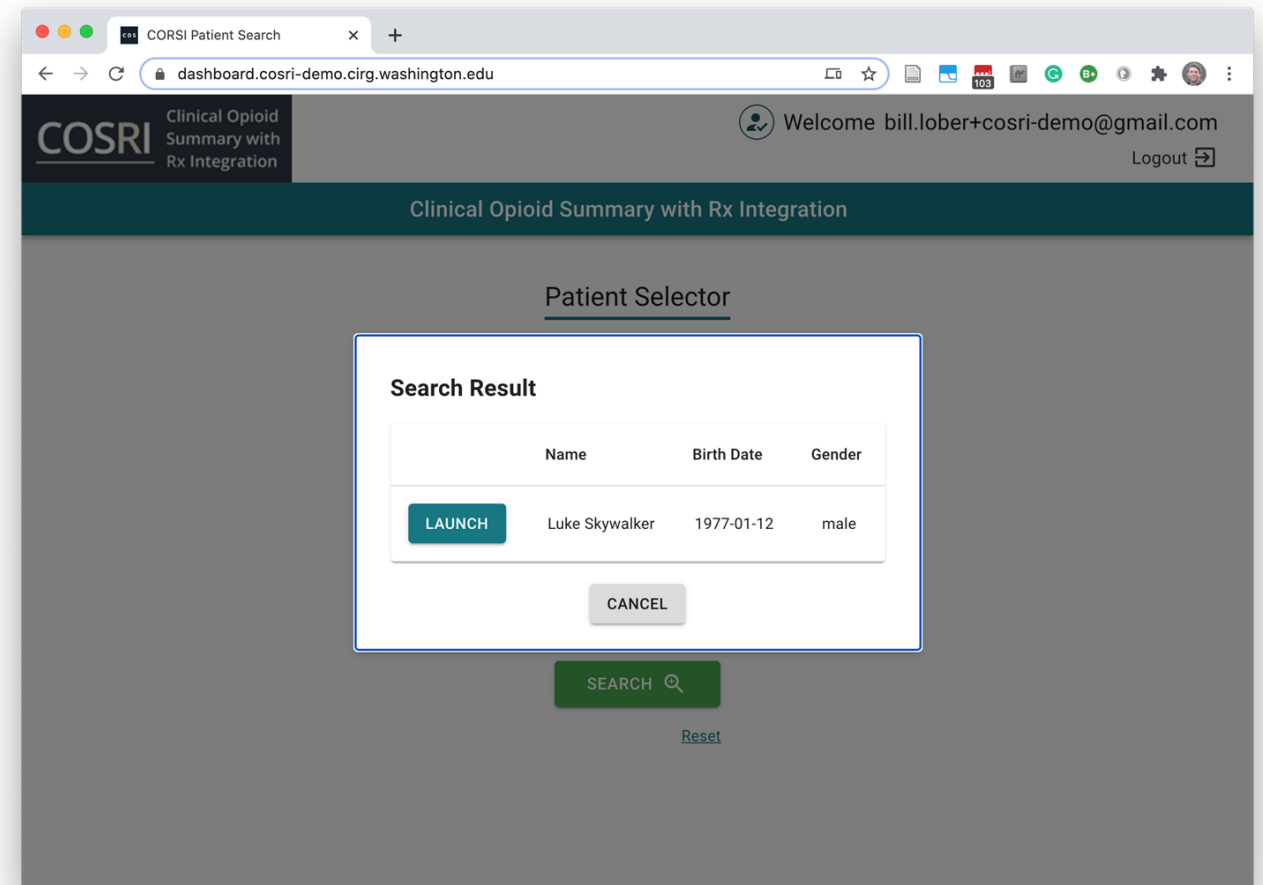 CDS CORSI Patient Search
dashboard.cosri-demo.cirg.washington.edu
103
G
B+
COSRI
Clinical Opioid
Summary with
Rx Integration
Welcome bill.lober+cosri-demo@gmail.com
Logout
Clinical Opioid Summary with Rx Integration
Patient Selector
Search Result
Name Birth Date Gender
LAUNCH Luke Skywalker 1977-01-12 male
CANCEL
SEARCH
Reset